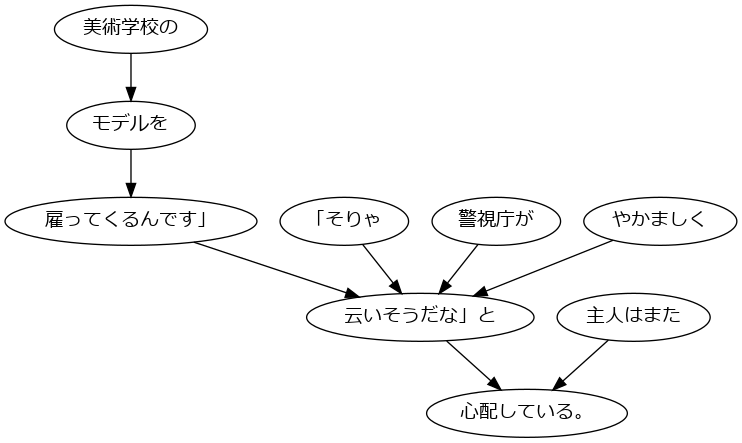 美術学校の
モデルを
雇ってくるんです」
「そりゃ
警視庁が
やかましく
云いそうだな」と
主人はまた
心配している。